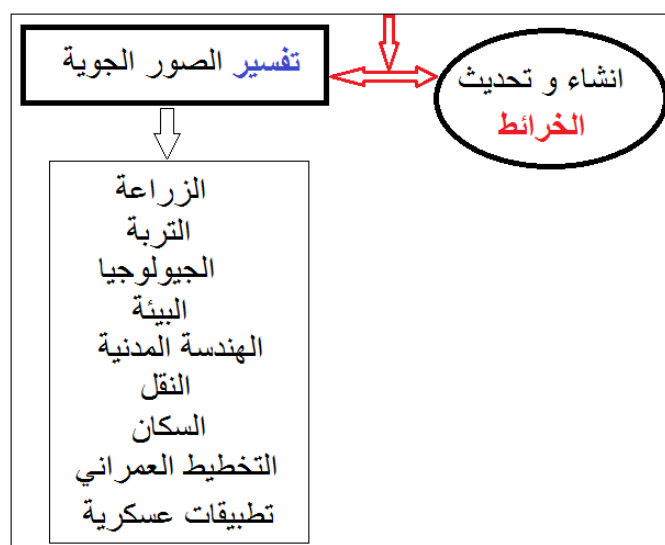 تفسير الصور الجوية
انشاء و تحديث
الخرائط
الزراعة
التربة
الجيولوجيا
البيئة
الهندسة المدنية
النقل
السكان
التخطيط العمراني
تطبيقات عسكرية